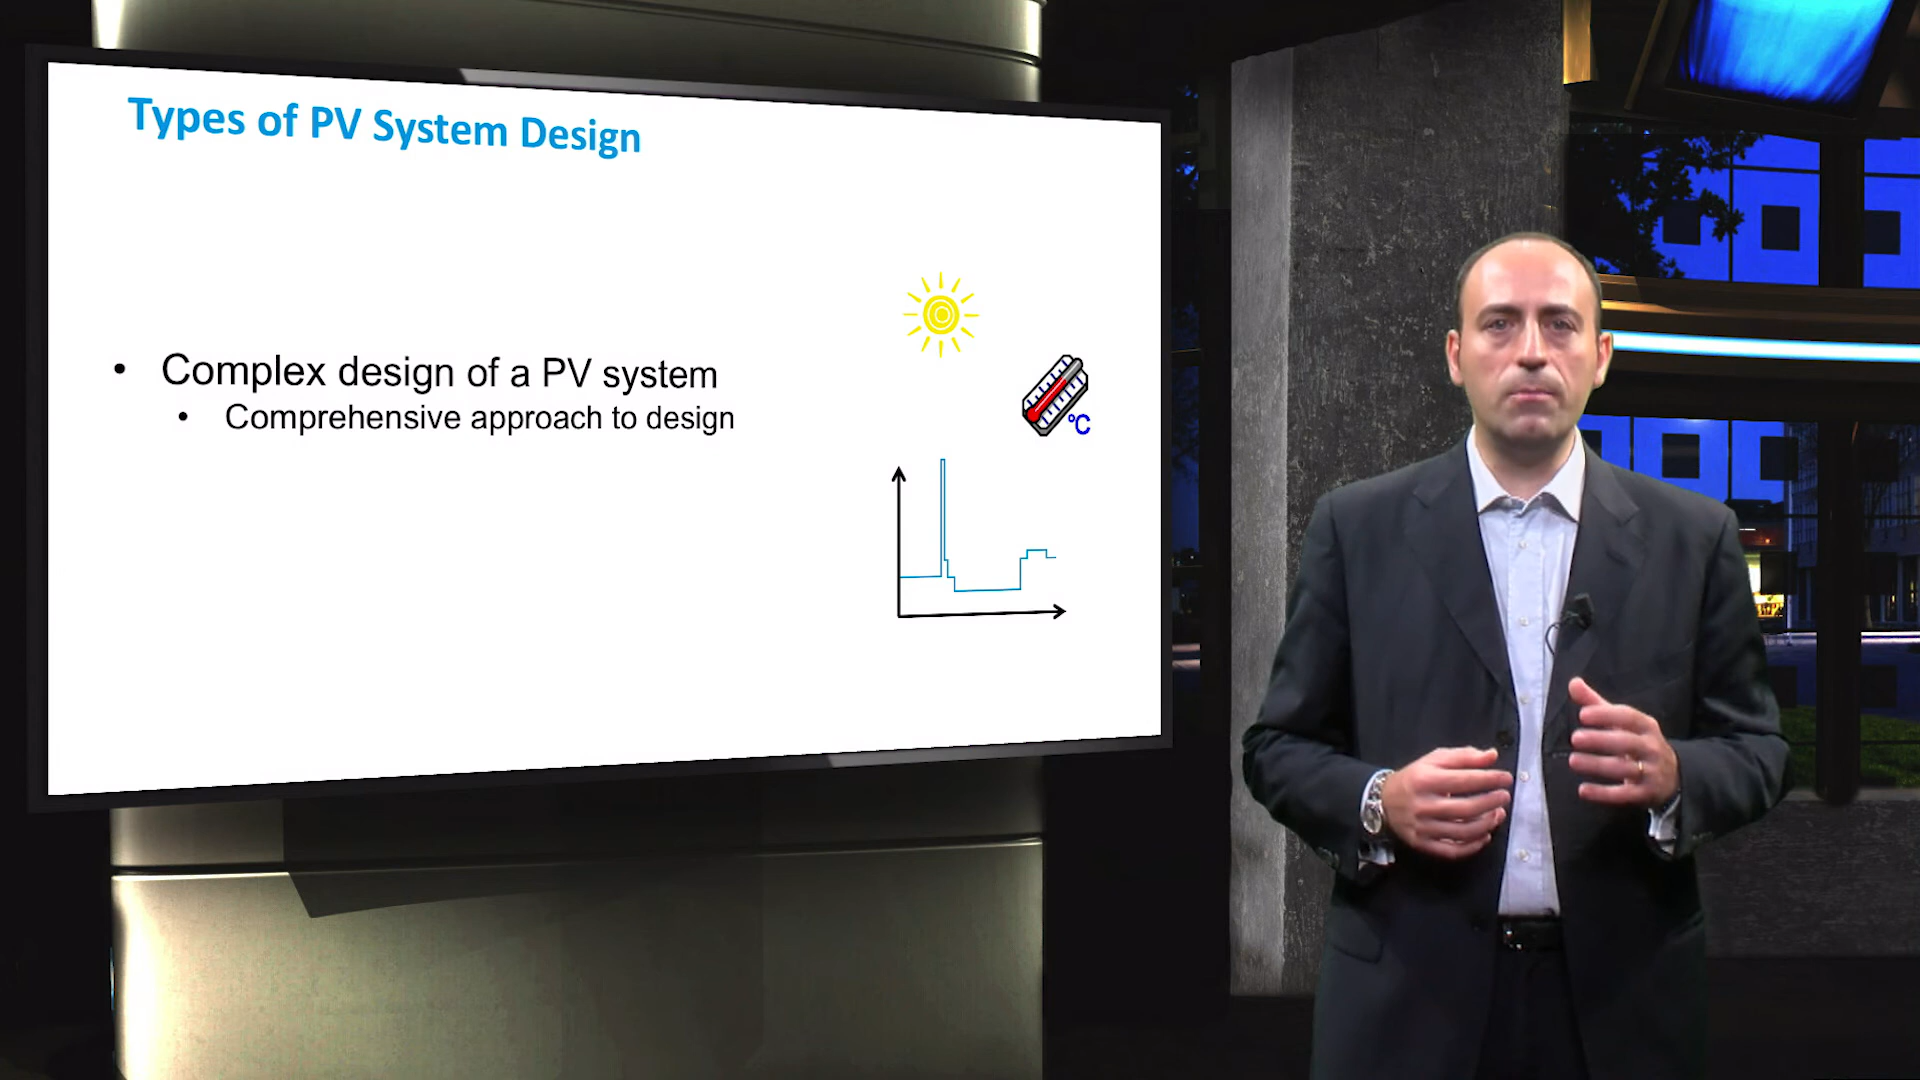 Types of PV System Design
• Complex design of a PV system
• Comprehensive approach to design
°C